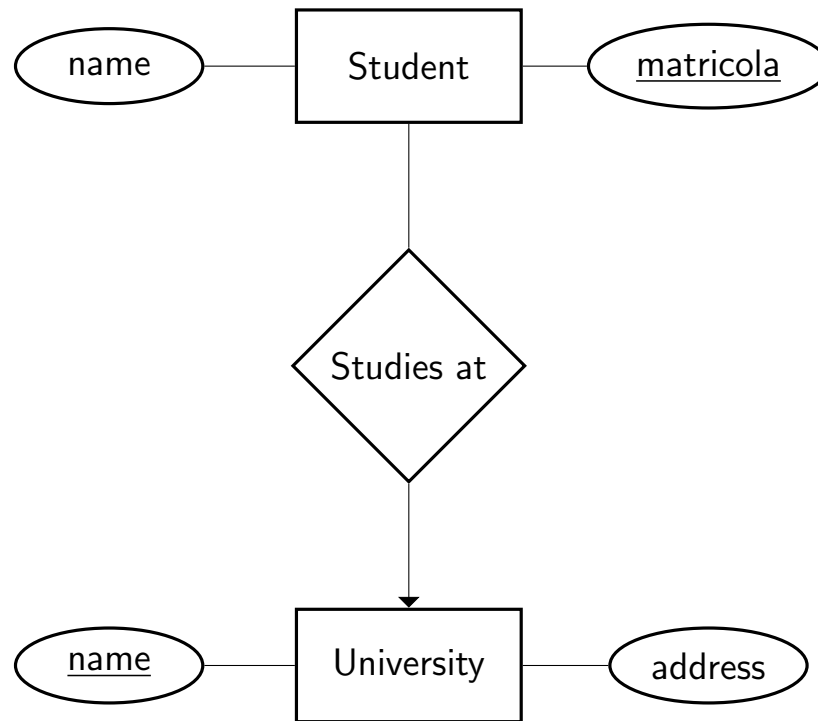 name
Student
matricola
Studies at
name
University
address